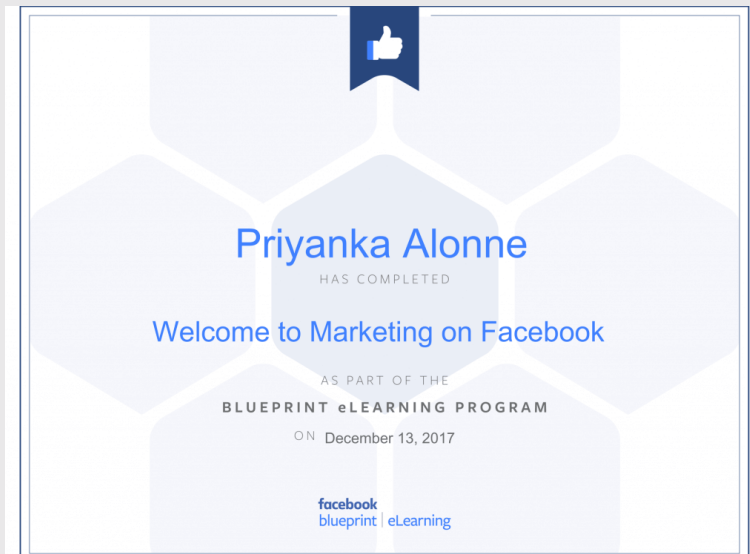 Priyanka Alonne
HAS COMPLETED
Welcome to Marketing on Facebook
AS PART OF THE
BLUEPRINT eLEARNING PROGRAM
ON December 13, 2017
facebook
blueprint | eLearning